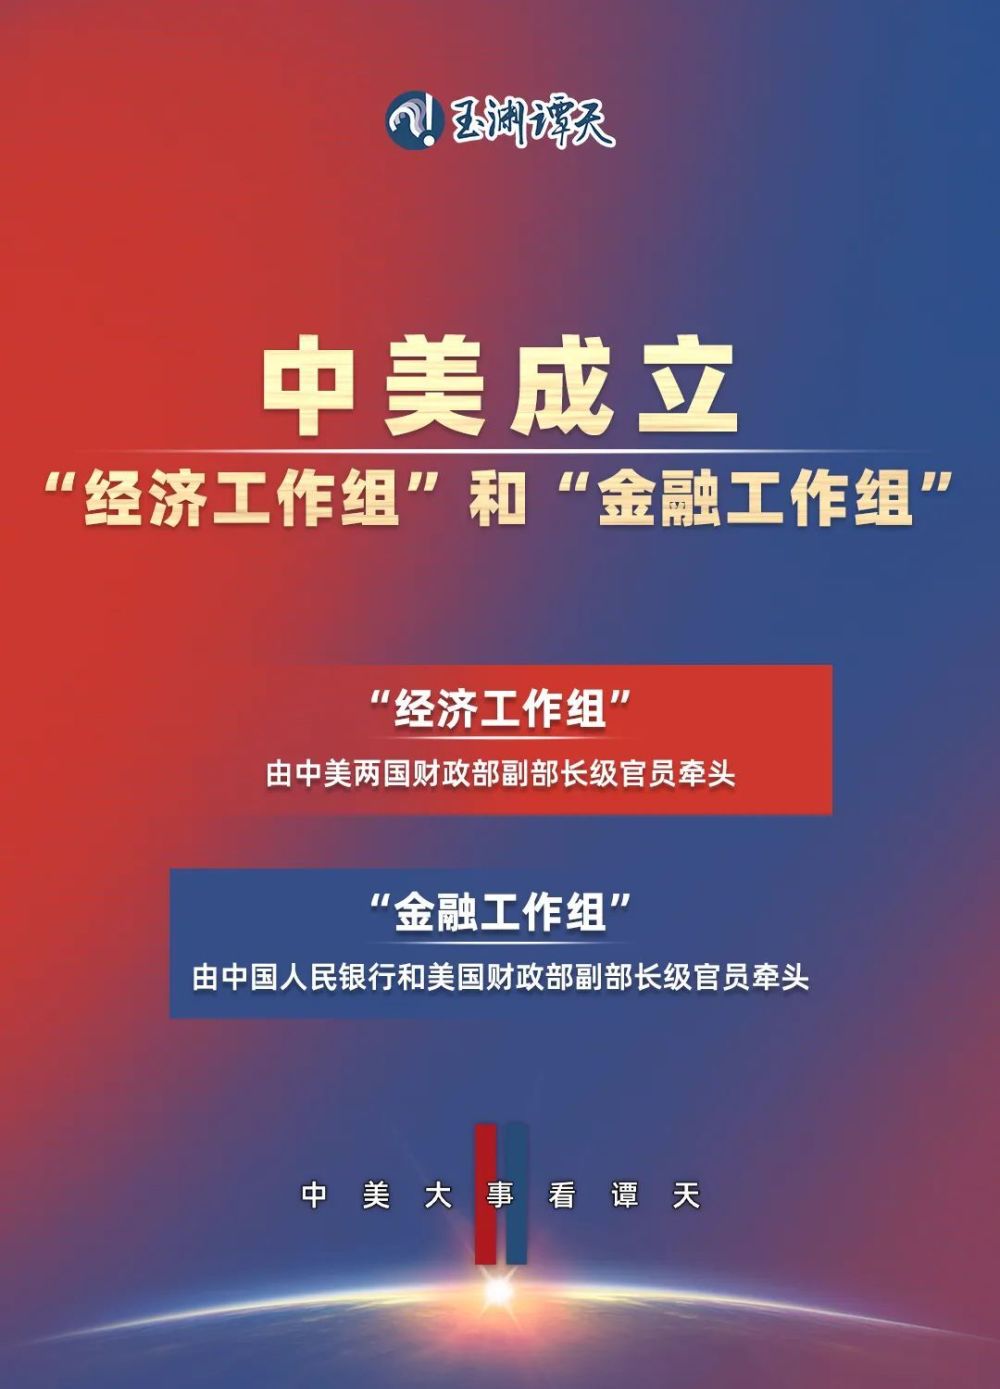 玉渊谭天
中美成立
“经济工作组”和“金融工作组”
“经济工作组”
由中美两国财政部副部长级官员牵头
“金融工作组”
由中国人民银行和美国财政部副部长级官员牵头
中美大事看谭天